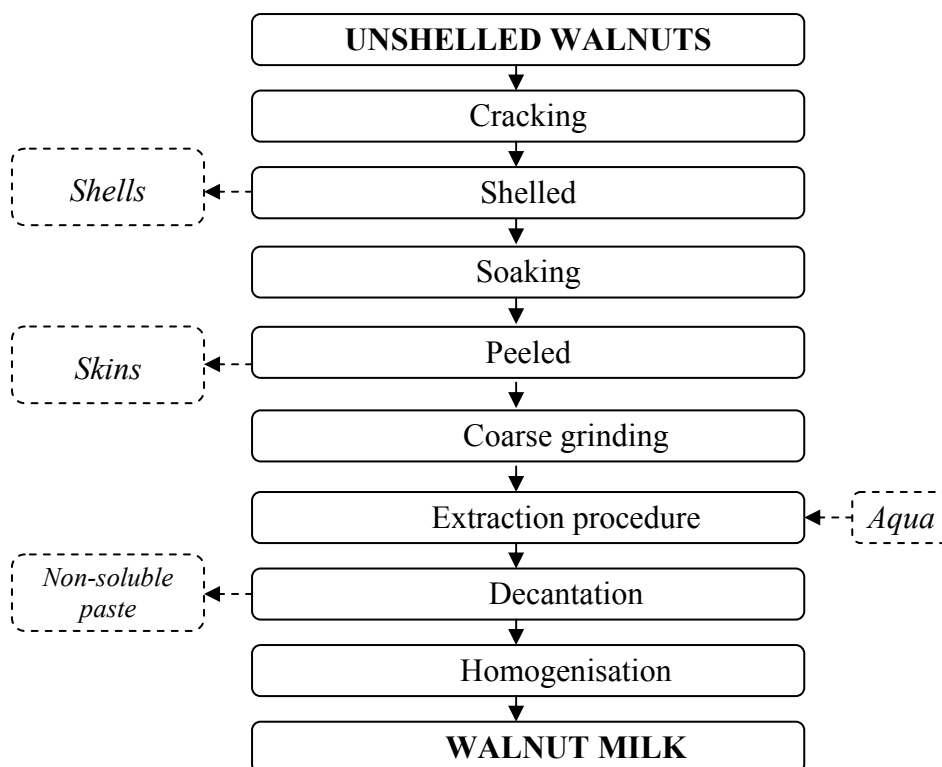 UNSHELLED WALNUTS
Cracking
Shells
Shelled
Soaking
Skins
Peeled
Coarse grinding
Extraction procedure
Aqua
Non-soluble
paste
Decantation
Homogenisation
WALNUT MILK